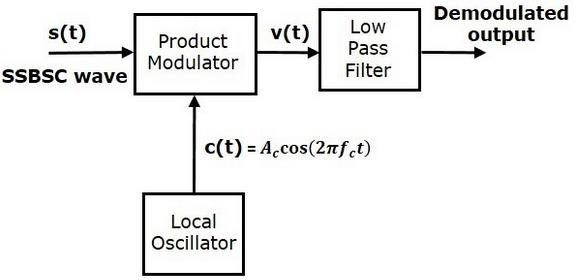 s(t)
SSBSC wave
Product
Modulator
v(t)
Low
Pass
Filter
Demodulated
output
c(t) = A_c cos(2πf_c t)
Local
Oscillator